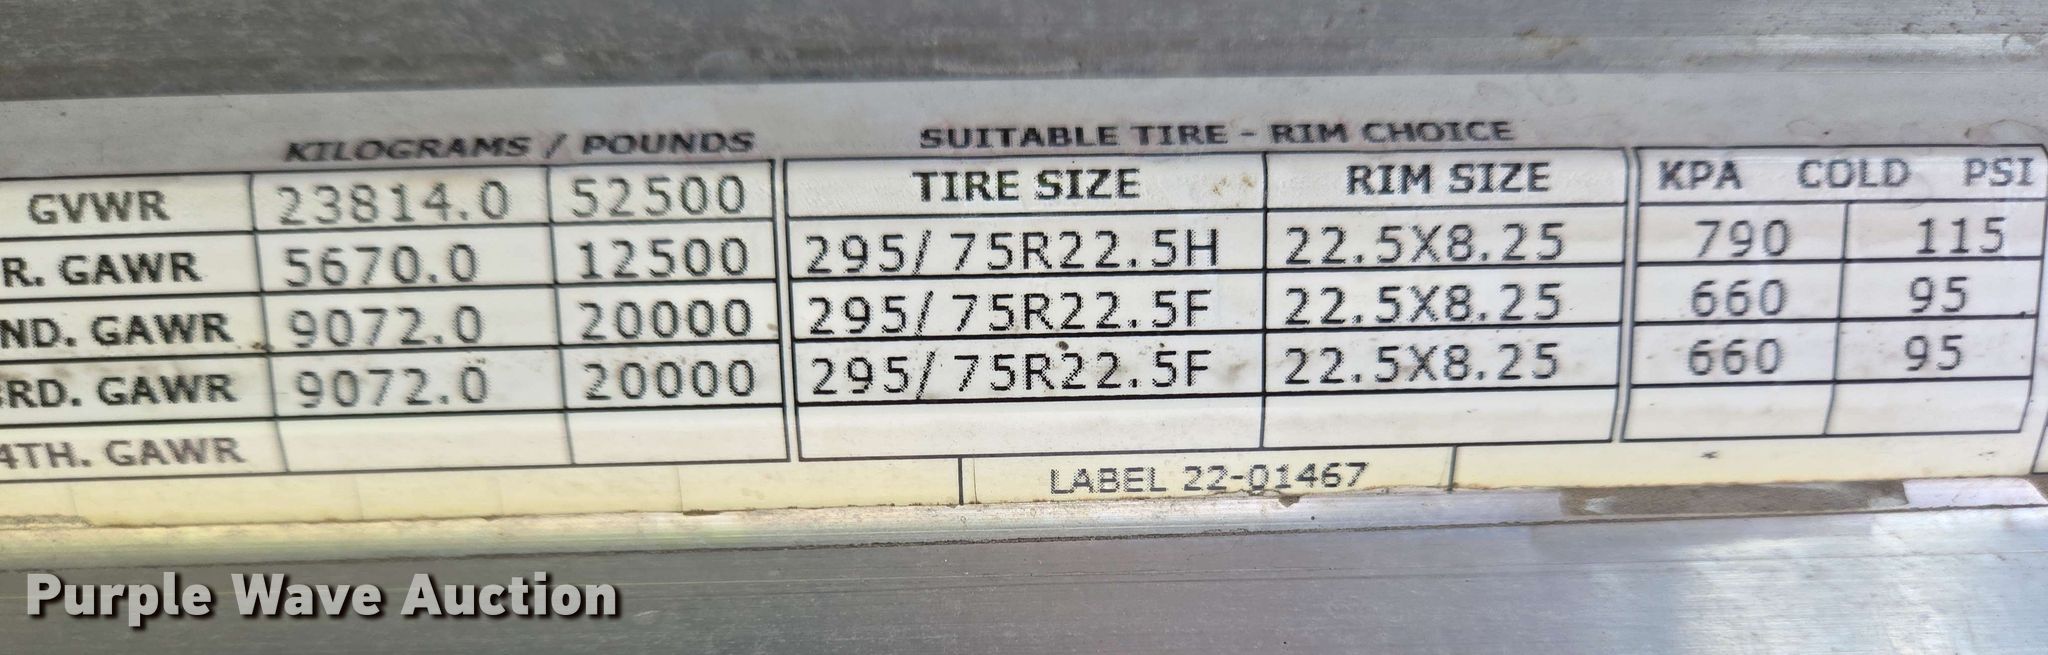 KILOGRAMS / POUNDS SUITABLE TIRE - RIM CHOICE
GVWR 23814.0 52500 TIRE SIZE RIM SIZE KPA COLD PSI
R. GAWR 5670.0 12500 295/75R22.5H 22.5X8.25 790 115
ND. GAWR 9072.0 20000 295/75R22.5F 22.5X8.25 660 95
RD. GAWR 9072.0 20000 295/75R22.5F 22.5X8.25 660 95
4TH. GAWR
LABEL 22-01467
Purple Wave Auction